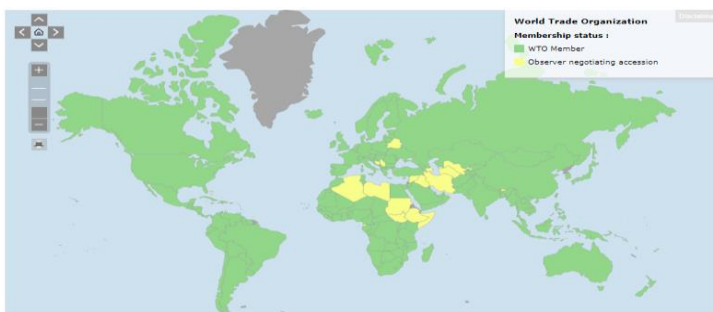 World Trade Organization
Membership status :
WTO Member
Observer negotiating accession